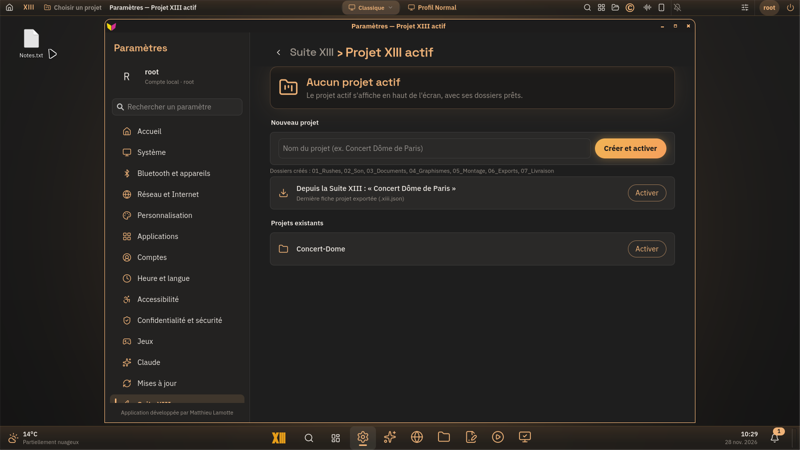 XIII
Choisir un projet
Paramètres — Projet XIII actif
Classique
Profil Normal
root
Notes.txt
Paramètres — Projet XIII actif
Paramètres
R
root
Compte local · root
Rechercher un paramètre
Accueil
Système
Bluetooth et appareils
Réseau et Internet
Personnalisation
Applications
Comptes
Heure et langue
Accessibilité
Confidentialité et sécurité
Jeux
Claude
Mises à jour
Application développée par Matthieu Lamotte
Suite XIII > Projet XIII actif
Aucun projet actif
Le projet actif s'affiche en haut de l'écran, avec ses dossiers prêts.
Nouveau projet
Nom du projet (ex. Concert Dôme de Paris)
Créer et activer
Dossiers créés : 01_Rushes, 02_Son, 03_Documents, 04_Graphismes, 05_Montage, 06_Exports, 07_Livraison
Depuis la Suite XIII : « Concert Dôme de Paris »
Dernière fiche projet exportée (.xiii.json)
Activer
Projets existants
Concert-Dome
Activer
14°C
Partiellement nuageux
XIII
10:29
28 nov. 2026
1